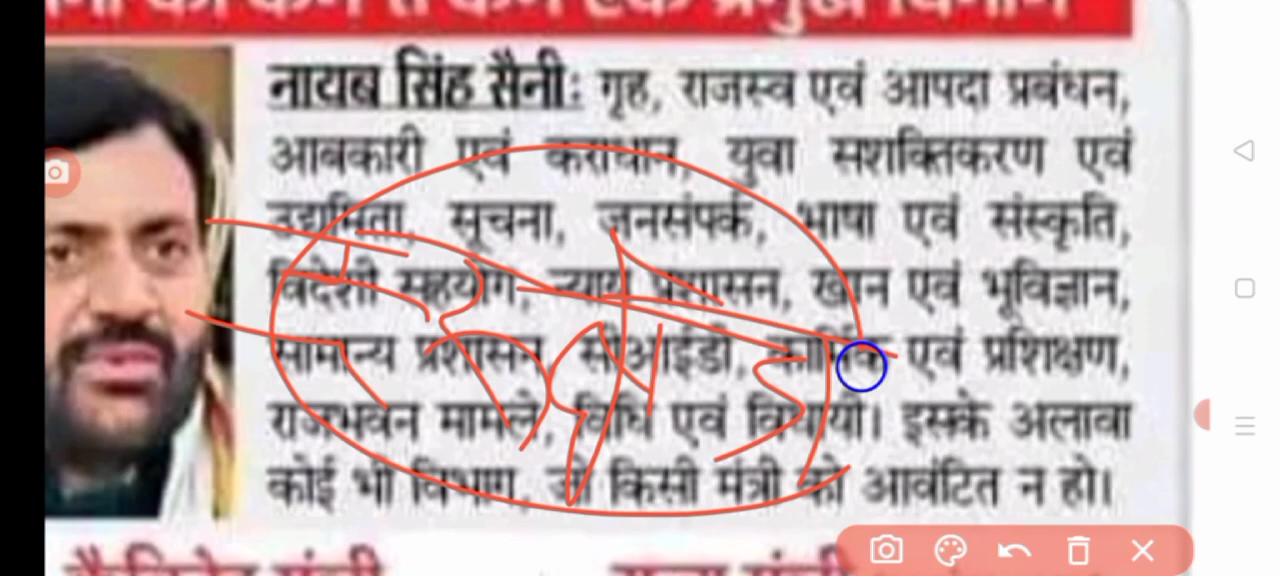 नायब सिंह सैनी: गृह, राजस्व एवं आपदा प्रबंधन,
आबकारी एवं कराधान, युवा सशक्तिकरण एवं
उद्यमिता, सूचना, जनसंपर्क, भाषा एवं संस्कृति,
विदेशी सहयोग, न्याय प्रशासन, खान एवं भूविज्ञान,
सामान्य प्रशासन, सीआईडी, कार्मिक एवं प्रशिक्षण,
राजभवन मामले, विधि एवं विधायी। इसके अलावा
कोई भी विभाग, जो किसी मंत्री को आवंटित न हो।